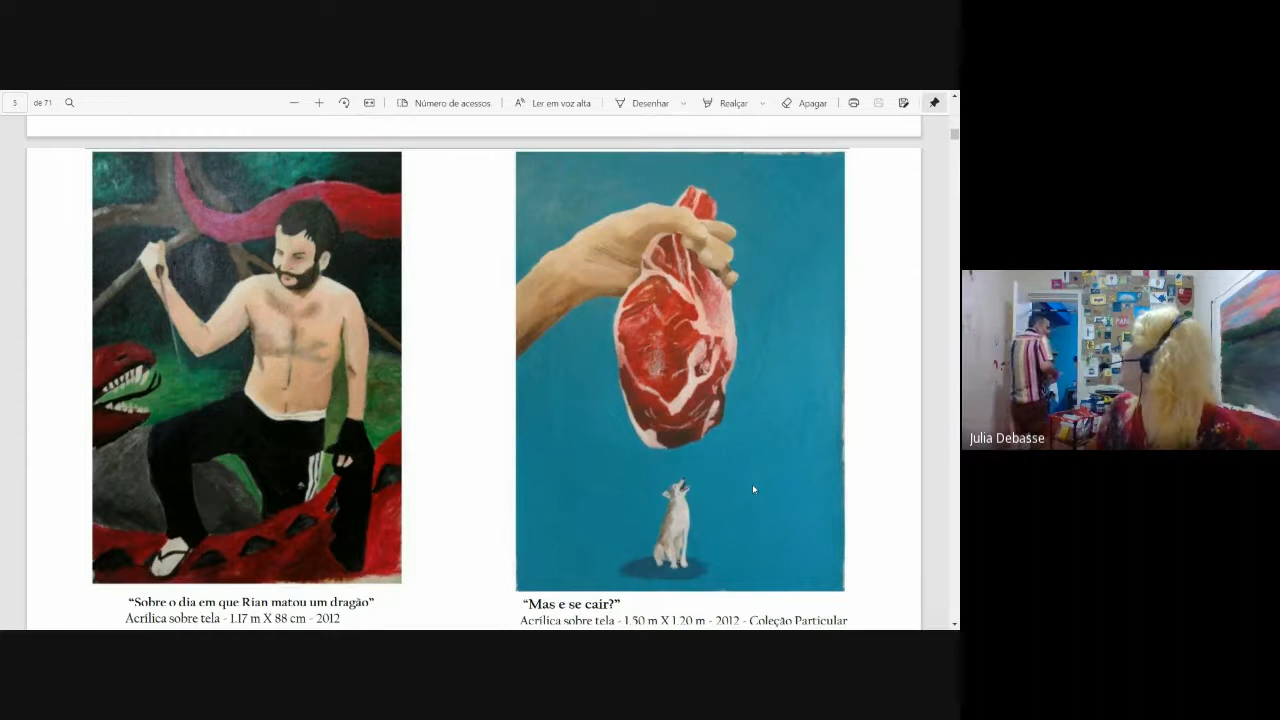 5 de 71
Número de acessos
Ler em voz alta
Desenhar
Realçar
Apagar
“Sobre o dia em que Rian matou um dragão”
Acrílica sobre tela - 1.17 m X 88 cm - 2012
“Mas e se cair?”
Acrílica sobre tela - 1.50 m X 1.20 m - 2012 - Coleção Particular
Julia Debasse